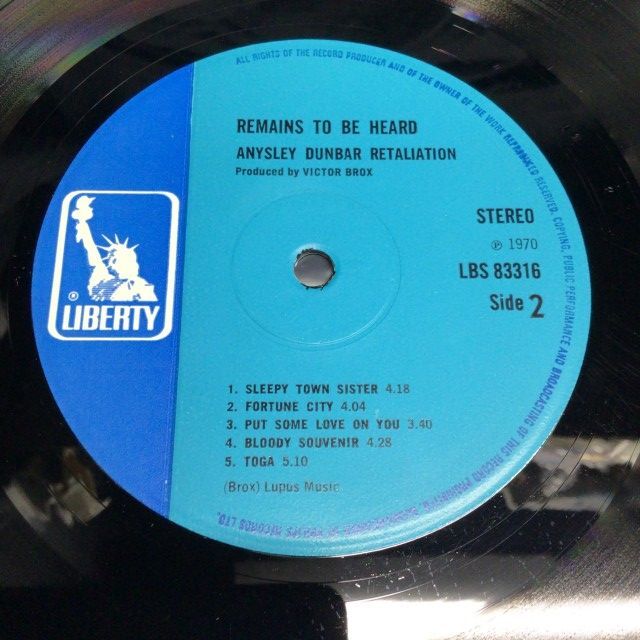 ALL RIGHTS OF THE RECORD PRODUCER AND OF THE OWNER OF THE WORK REPRODUCED RESERVED. COPYING, PUBLIC PERFORMANCE AND BROADCASTING OF THIS RECORD PROHIBITED.
RECORDS LTD.
REMAINS TO BE HEARD
ANYSLEY DUNBAR RETALIATION
Produced by VICTOR BROX
STEREO
℗ 1970
LBS 83316
Side 2
® LIBERTY
1. SLEEPY TOWN SISTER 4.18
2. FORTUNE CITY 4.04
3. PUT SOME LOVE ON YOU 3.40
4. BLOODY SOUVENIR 4.28
5. TOGA 5.10
(Brox) Lupus Music